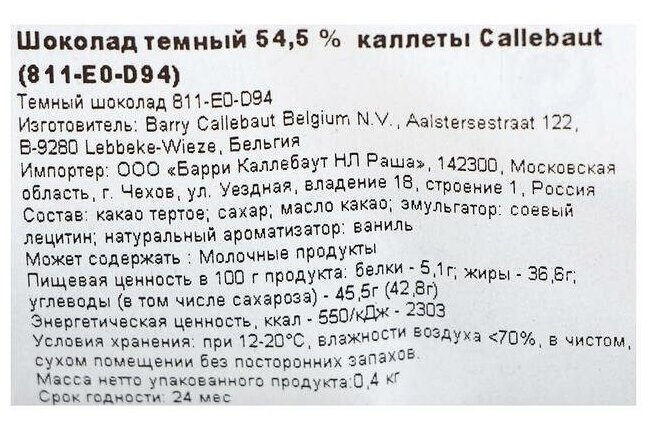 Шоколад темный 54,5 % каллеты Callebaut
(811-E0-D94)
Темный шоколад 811-E0-D94
Изготовитель: Barry Callebaut Belgium N.V., Aalstersestraat 122,
B-9280 Lebbeke-Wieze, Бельгия
Импортер: ООО «Барри Каллебаут НЛ Раша», 142300, Московская
область, г. Чехов, ул. Уездная, владение 18, строение 1, Россия
Состав: какао тертое; сахар; масло какао; эмульгатор: соевый
лецитин; натуральный ароматизатор: ваниль
Может содержать : Молочные продукты
Пищевая ценность в 100 г продукта: белки - 5,1г; жиры - 36,6г;
углеводы (в том числе сахароза) - 45,5г (42,8г)
Энергетическая ценность, ккал - 550/кДж - 2303
Условия хранения: при 12-20°С, влажности воздуха <70%, в чистом,
сухом помещении без посторонних запахов.
Масса нетто упакованного продукта:0,4 кг
Срок годности: 24 мес